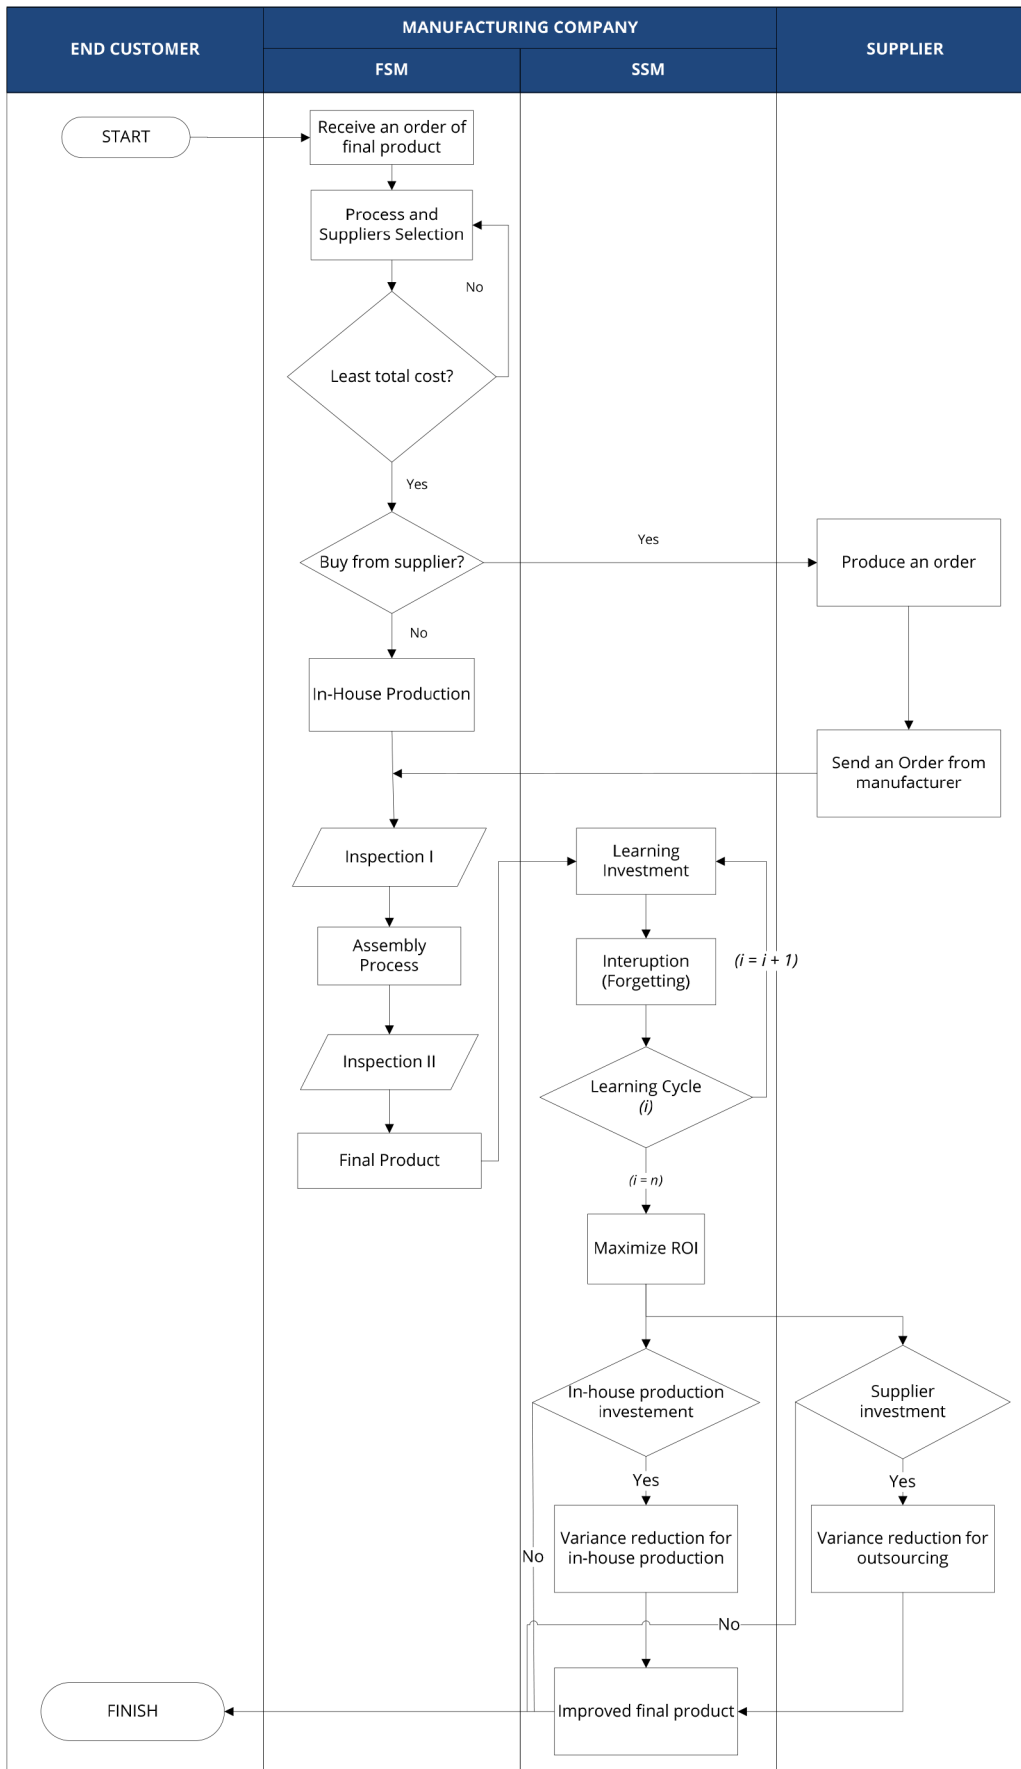 END CUSTOMER
MANUFACTURING COMPANY
FSM
SSM
SUPPLIER
START
Receive an order of
final product
Process and
Suppliers Selection
No
Least total cost?
Yes
Buy from supplier?
Yes
Produce an order
No
In-House Production
Send an Order from
manufacturer
Inspection I
Learning
Investment
Assembly
Process
Interuption
(Forgetting)
(i = i + 1)
Inspection II
Learning Cycle
(i)
Final Product
(i = n)
Maximize ROI
In-house production
investement
Supplier
investment
Yes
Yes
Variance reduction for
in-house production
Variance reduction for
outsourcing
No
No
FINISH
Improved final product